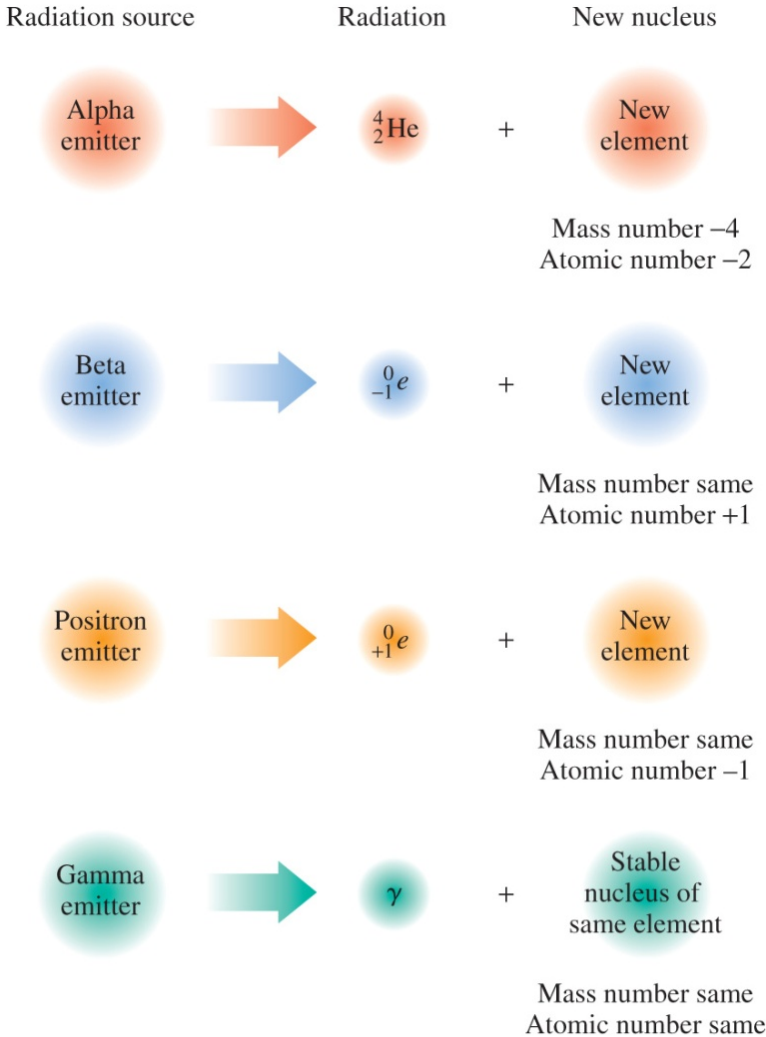 Radiation source Radiation New nucleus
Alpha
emitter
⁴₂He
+
New
element
Mass number –4
Atomic number –2
Beta
emitter
⁰₋₁e
+
New
element
Mass number same
Atomic number +1
Positron
emitter
⁰₊₁e
+
New
element
Mass number same
Atomic number –1
Gamma
emitter
γ
+
Stable
nucleus of
same element
Mass number same
Atomic number same